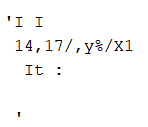 'I I
14,17/,y%/X1
It :
'